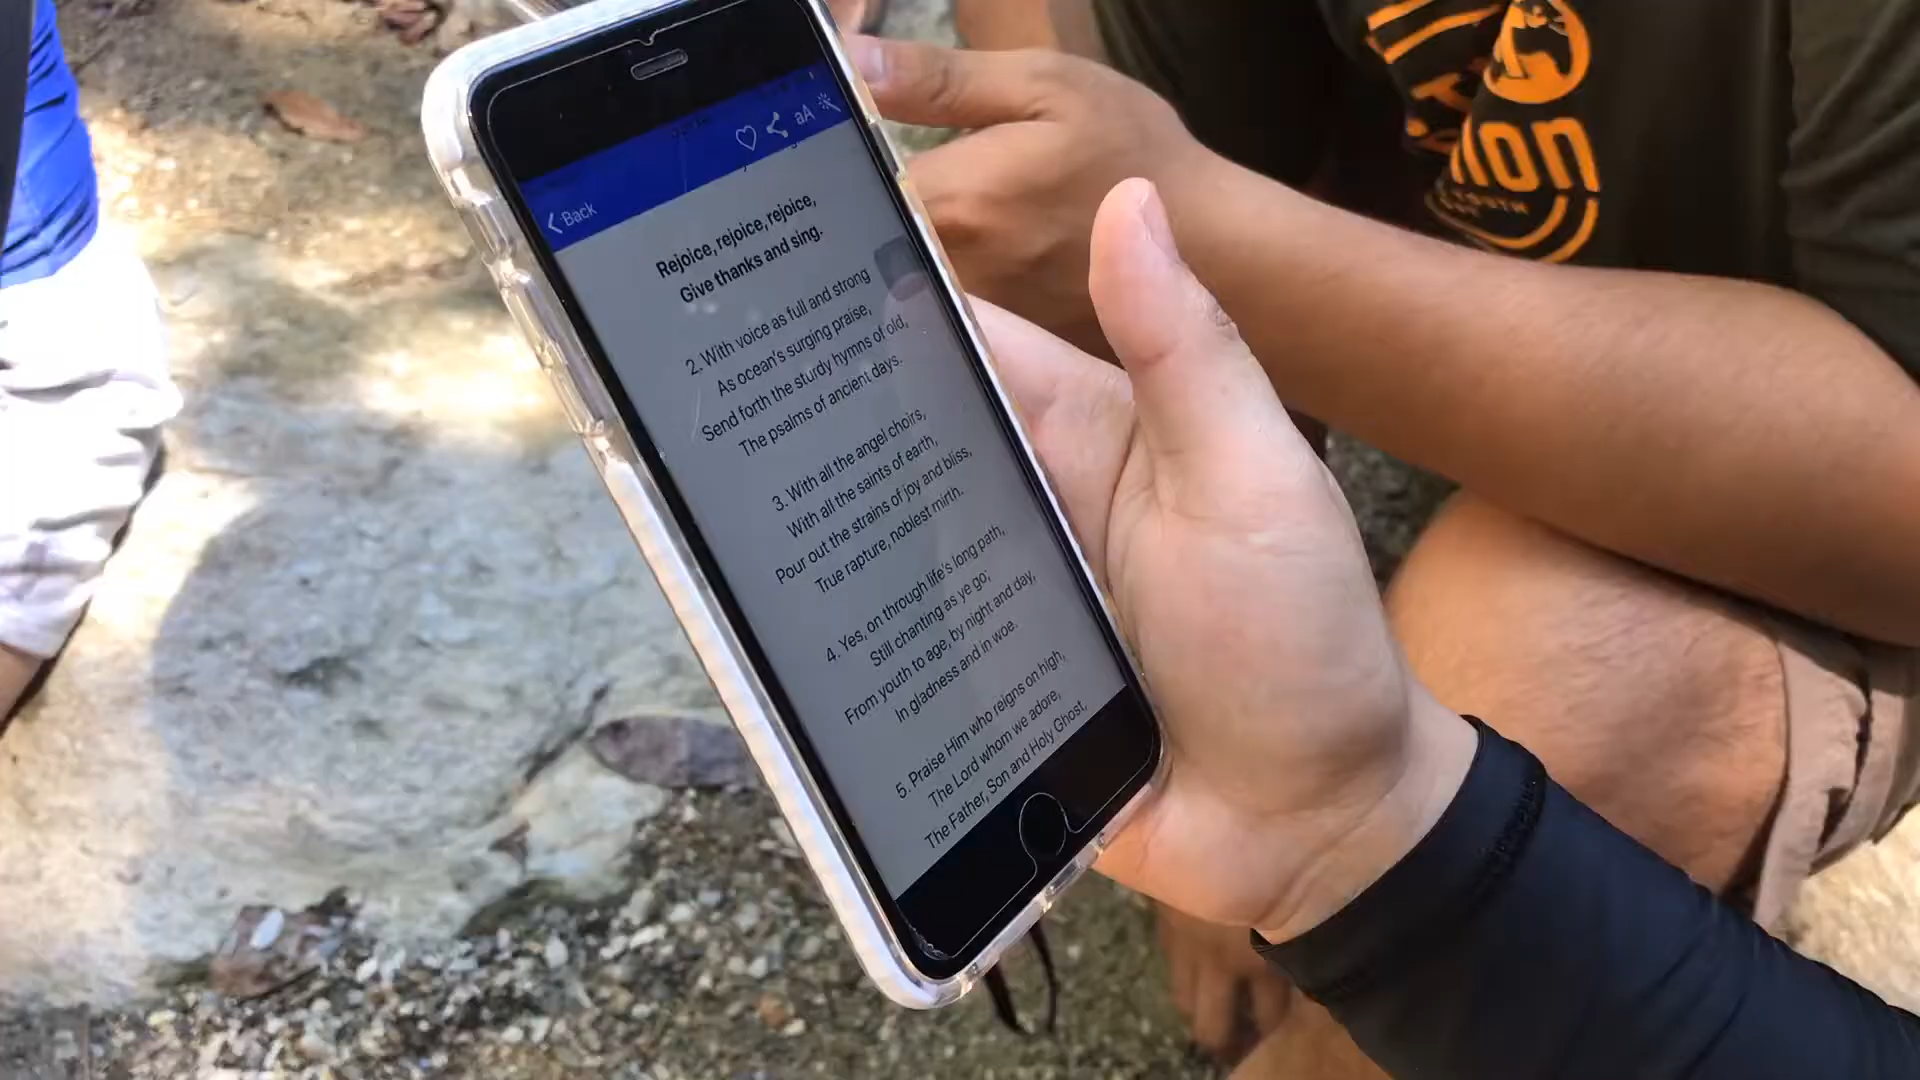 Back
aA
Rejoice, rejoice, rejoice,
Give thanks and sing.
2. With voice as full and strong
As ocean's surging praise,
Send forth the sturdy hymns of old,
The psalms of ancient days.
3. With all the angel choirs,
With all the saints of earth,
Pour out the strains of joy and bliss,
True rapture, noblest mirth.
4. Yes, on through life's long path,
Still chanting as ye go;
From youth to age, by night and day,
In gladness and in woe.
5. Praise Him who reigns on high,
The Lord whom we adore,
The Father, Son and Holy Ghost,